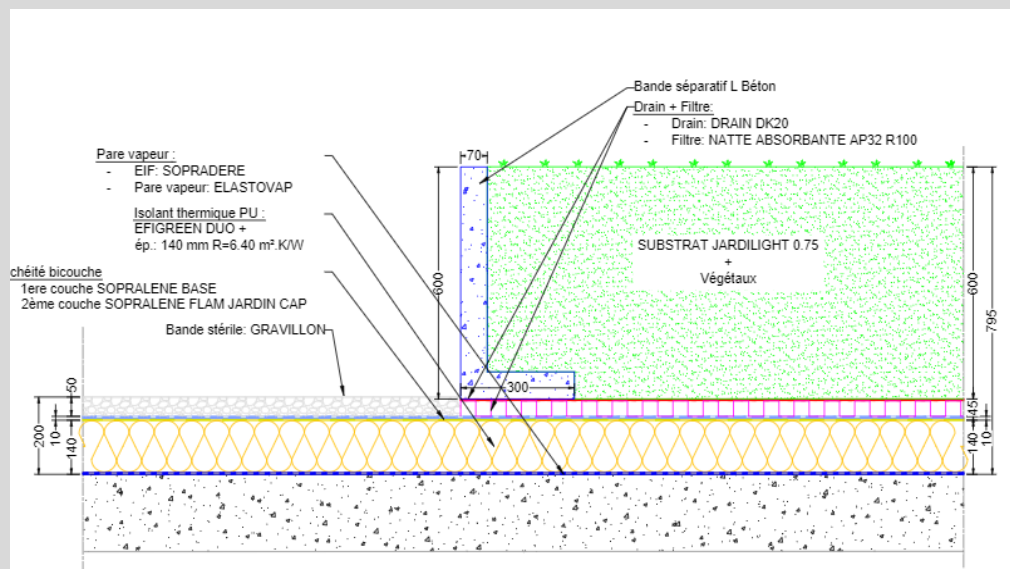 Bande séparatif L Béton
Drain + Filtre:
- Drain: DRAIN DK20
- Filtre: NATTE ABSORBANTE AP32 R100
70
Pare vapeur :
- EIF: SOPRADERE
- Pare vapeur: ELASTOVAP
Isolant thermique PU :
EFIGREEN DUO +
ép.: 140 mm R=6.40 m².K/W
chéité bicouche
1ere couche SOPRALENE BASE
2ème couche SOPRALENE FLAM JARDIN CAP
Bande stérile: GRAVILLON
SUBSTRAT JARDILIGHT 0.75
+
Végétaux
600
600
795
300
50
200
10
140
45
140
10